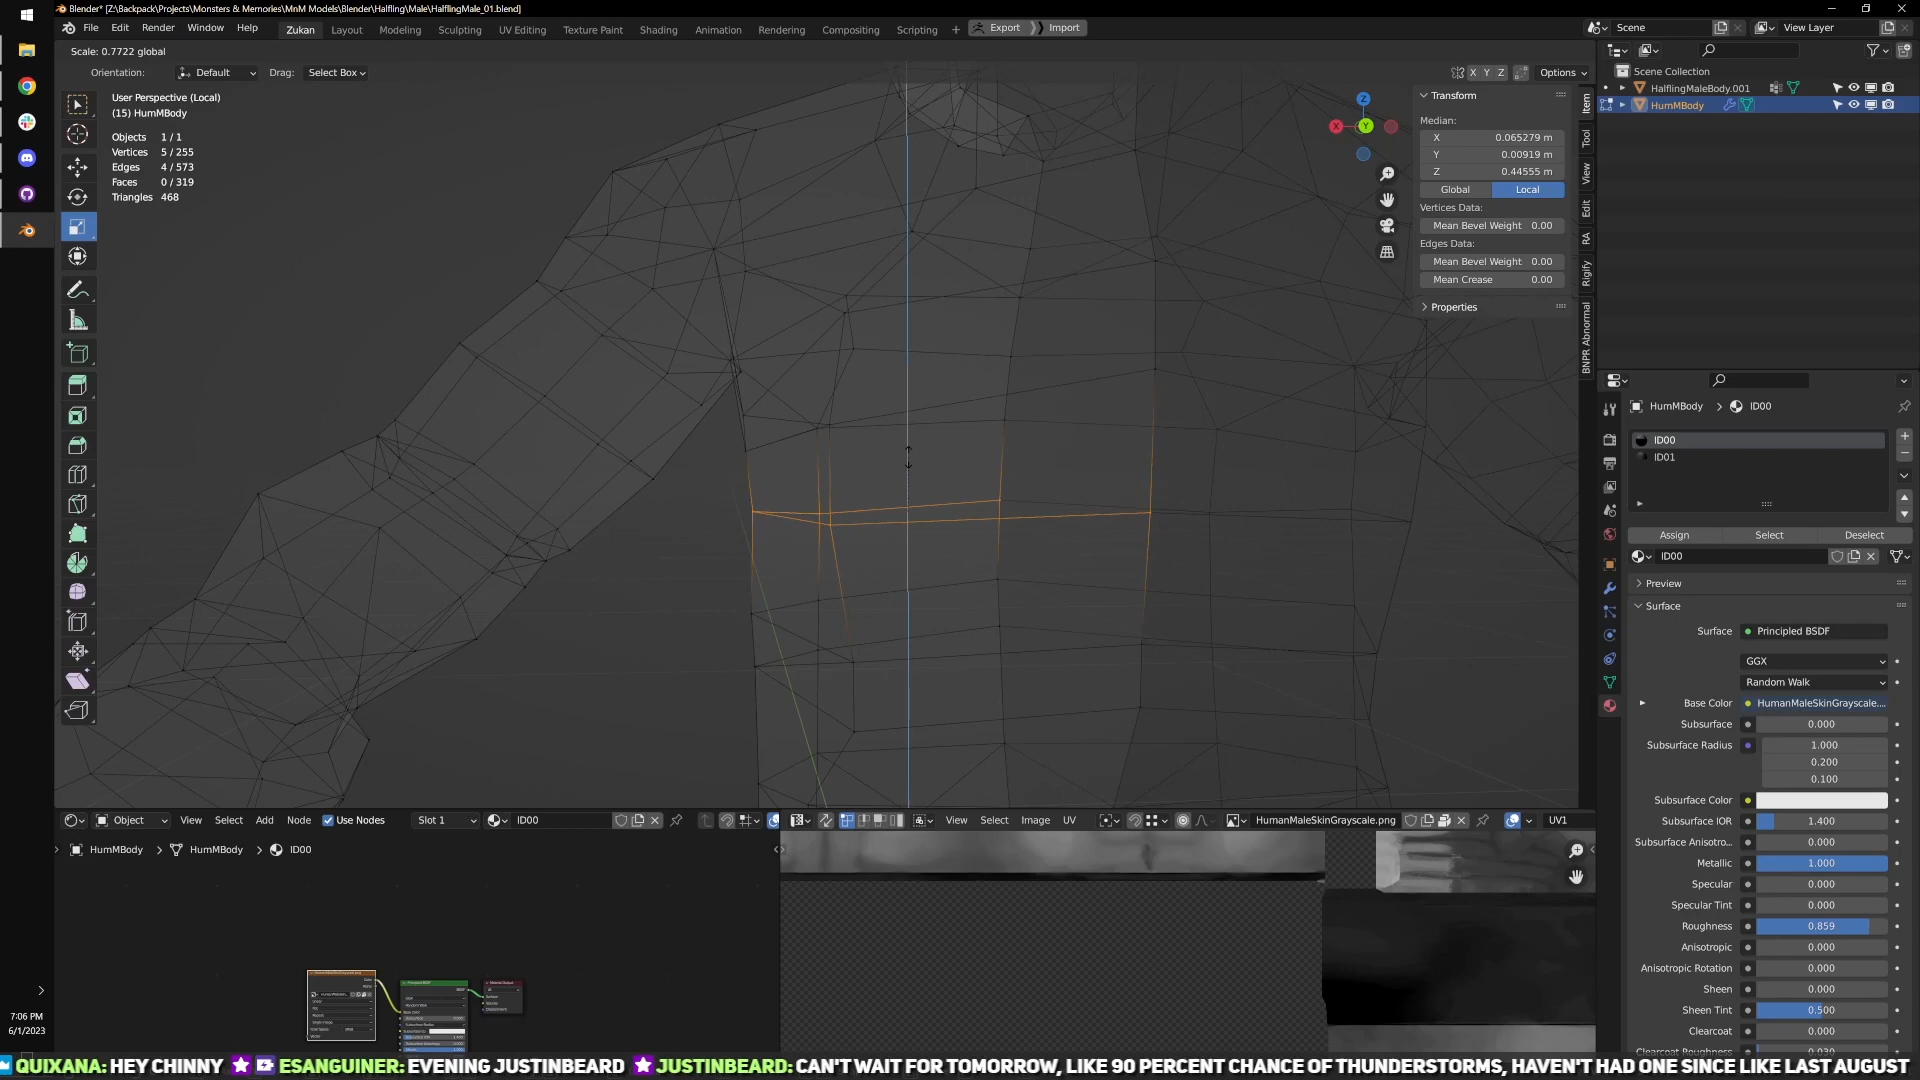 Blender* [Z:\Backpack\Projects\Monsters & Memories\MnM Models\Blender\Halfling\Male\HalflingMale_01.blend]
File Edit Render Window Help Zukan Layout Modeling Sculpting UV Editing Texture Paint Shading Animation Rendering Compositing Scripting + Export Import Scene View Layer
Scale: 0.7722 global
Orientation: Default Drag: Select Box X Y Z Options
User Perspective (Local)
(15) HumMBody
Objects 1 / 1
Vertices 5 / 255
Edges 4 / 573
Faces 0 / 319
Triangles 468
Z
X
Y
Transform
Median:
X 0.065279 m
Y 0.00919 m
Z 0.44555 m
Global Local
Vertices Data:
Mean Bevel Weight 0.00
Edges Data:
Mean Bevel Weight 0.00
Mean Crease 0.00
Properties
Item
Tool
View
Edit
RA
Rigify
BNPR Abnormal
Scene Collection
HalflingMaleBody.001
HumMBody
HumMBody > ID00
ID00
ID01
Assign Select Deselect
ID00
Preview
Surface
Surface Principled BSDF
GGX
Random Walk
Base Color HumanMaleSkinGrayscale....
Subsurface 0.000
Subsurface Radius 1.000
0.200
0.100
Subsurface Color
Subsurface IOR 1.400
Subsurface Anisotro... 0.000
Metallic 1.000
Specular 0.000
Specular Tint 0.000
Roughness 0.859
Anisotropic 0.000
Anisotropic Rotation 0.000
Sheen 0.000
Sheen Tint 0.500
Clearcoat 0.000
Clearcoat Roughness 0.030
Object View Select Add Node Use Nodes Slot 1 ID00
HumMBody > HumMBody > ID00
View Select Image UV HumanMaleSkinGrayscale.png UV1
7:06 PM
6/1/2023
QUIXANA: HEY CHINNY ESANGUINER: EVENING JUSTINBEARD JUSTINBEARD: CAN'T WAIT FOR TOMORROW, LIKE 90 PERCENT CHANCE OF THUNDERSTORMS, HAVEN'T HAD ONE SINCE LIKE LAST AUGUST